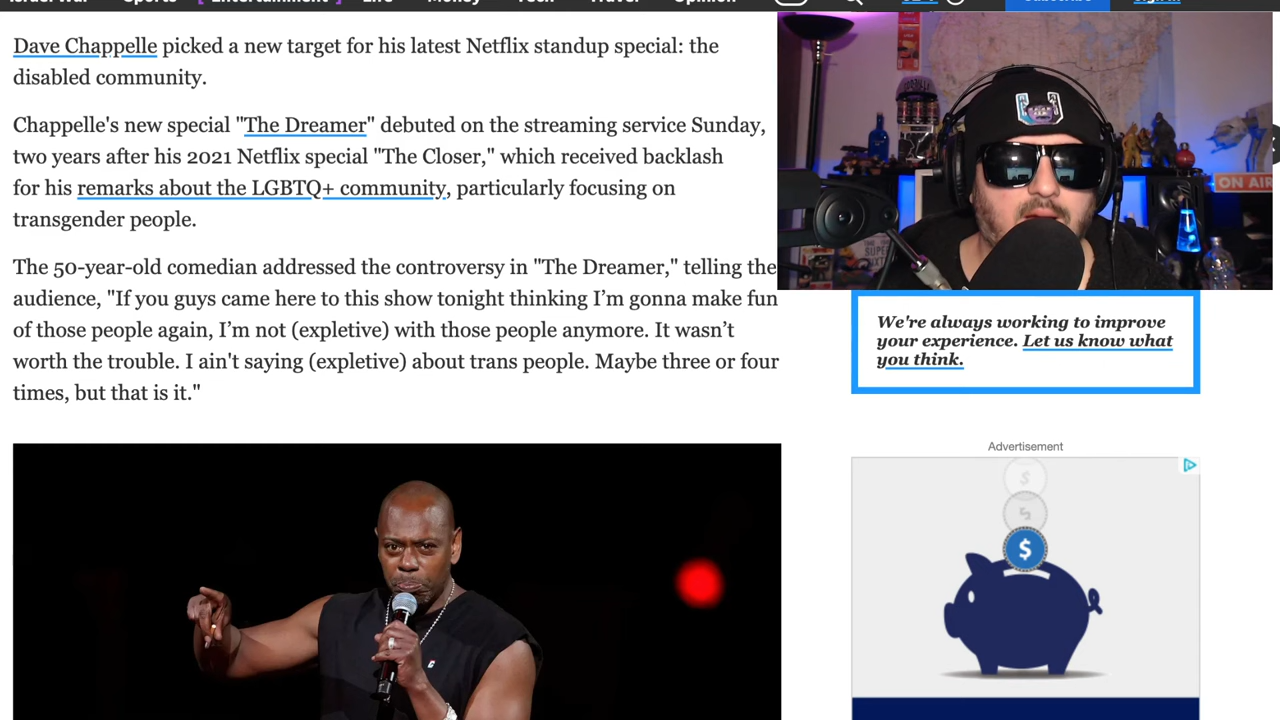 Israel War Sports [ Entertainment ] Life Money Tech Travel Opinion
Subscribe Sign in
Dave Chappelle picked a new target for his latest Netflix standup special: the
disabled community.
Chappelle's new special "The Dreamer" debuted on the streaming service Sunday,
two years after his 2021 Netflix special "The Closer," which received backlash
for his remarks about the LGBTQ+ community, particularly focusing on
transgender people.
The 50-year-old comedian addressed the controversy in "The Dreamer," telling the
audience, "If you guys came here to this show tonight thinking I’m gonna make fun
of those people again, I’m not (expletive) with those people anymore. It wasn’t
worth the trouble. I ain't saying (expletive) about trans people. Maybe three or four
times, but that is it."
ON AIR
We're always working to improve
your experience. Let us know what
you think.
Advertisement
$
$